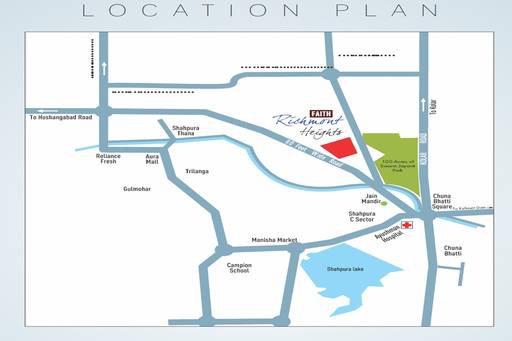 LOCATION PLAN
To Hoshangabad Road
FAITH
Richmont
Heights
Shahpura
Thana
80 Feet Wide Road
100 Acres of
Swarn Jayanti
Park
Reliance
Fresh
Aura
Mall
Trilanga
Gulmohar
Jain
Mandir
Chuna
Bhatti
Square
Shahpura
C Sector
Ayushman
Hospital
Manisha Market
Campion
School
Shahpura lake
Chuna
Bhatti
To Kolar